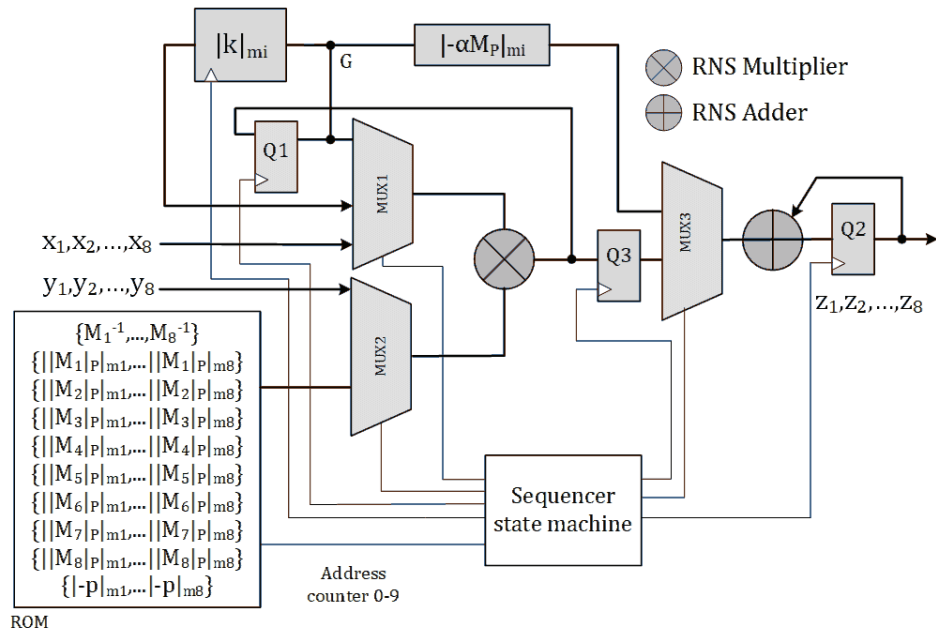 |k|mi
G
|-αMP|mi
RNS Multiplier
RNS Adder
Q1
MUX1
x1,x2,...,x8
y1,y2,...,y8
MUX2
Q3
MUX3
Q2
z1,z2,...,z8
{M1-1,...,M8-1}
{||M1|P|m1,...||M1|P|m8}
{||M2|P|m1,...||M2|P|m8}
{||M3|P|m1,...||M3|P|m8}
{||M4|P|m1,...||M4|P|m8}
{||M5|P|m1,...||M5|P|m8}
{||M6|P|m1,...||M6|P|m8}
{||M7|P|m1,...||M7|P|m8}
{||M8|P|m1,...||M8|P|m8}
{|-p|m1,...|-p|m8}
ROM
Sequencer
state machine
Address
counter 0-9